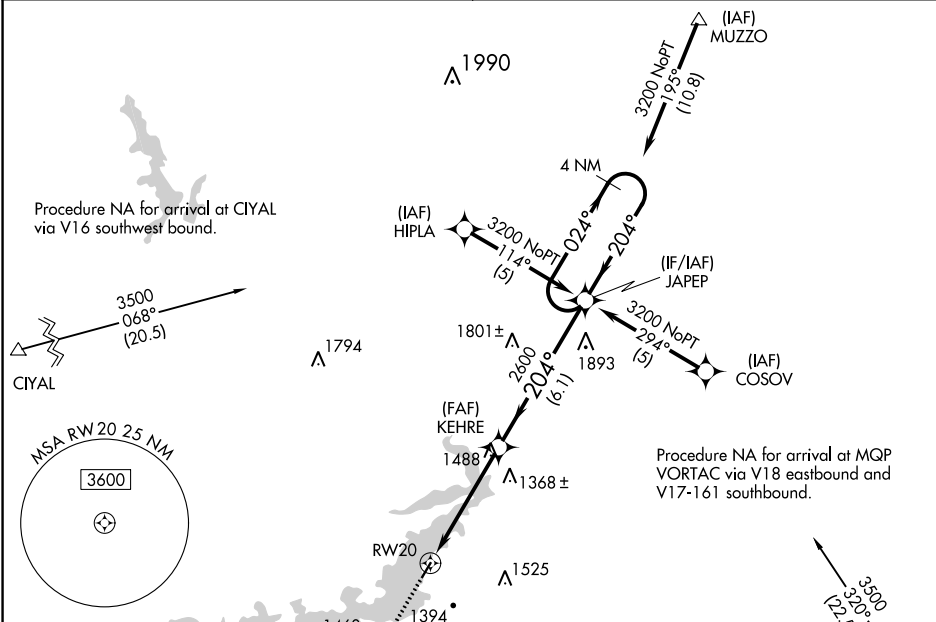 (IAF)
MUZZO
3200 NoPT
195°
(10.8)
1990
4 NM
Procedure NA for arrival at CIYAL
via V16 southwest bound.
(IAF)
HIPLA
3200 NoPT
114°
(5)
024°
204°
(IF/IAF)
JAPEP
3500
068°
(20.5)
CIYAL
1794
1801±
1893
3200 NoPT
294°
(5)
(IAF)
COSOV
2600
204°
(6.1)
(FAF)
KEHRE
1488
1368 ±
MSA RW20 25 NM
3600
Procedure NA for arrival at MQP
VORTAC via V18 eastbound and
V17-161 southbound.
RW20
1525
1394
3500
320°